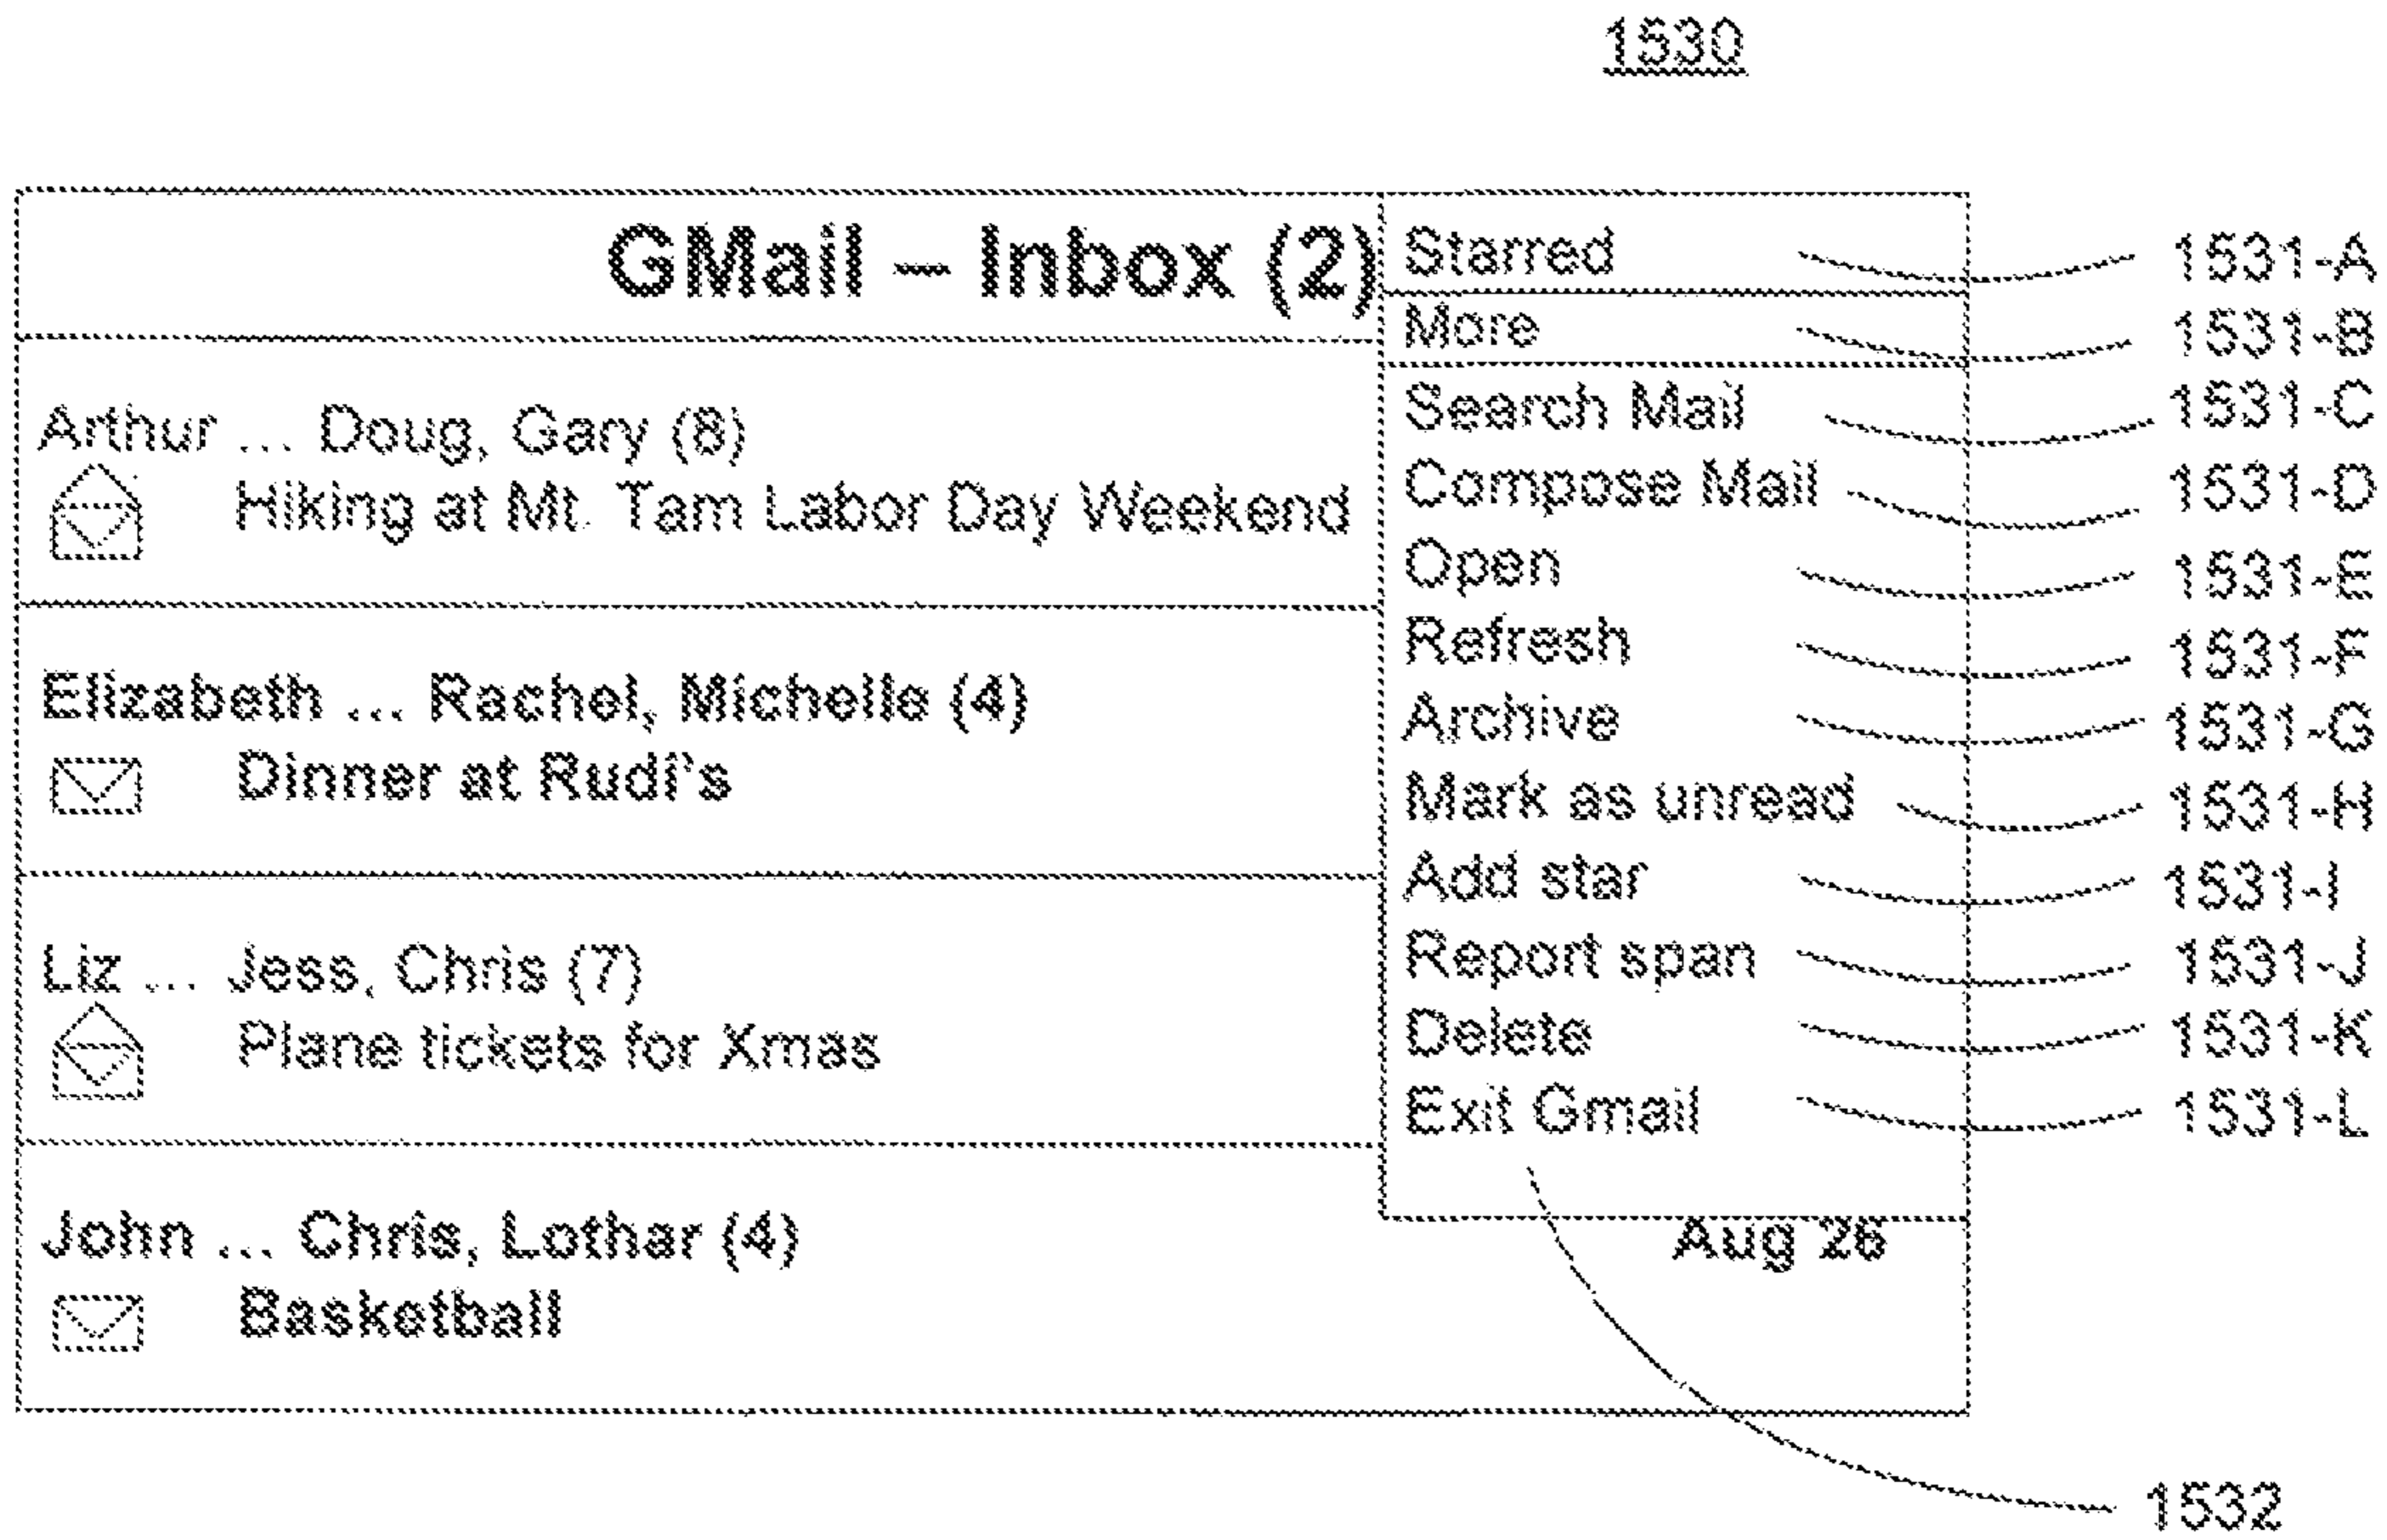 1530
GMail – Inbox (2)
Arthur ... Doug, Gary (8)
Hiking at Mt. Tam Labor Day Weekend
Elizabeth ... Rachel, Michelle (4)
Dinner at Rudi's
Liz ... Jess, Chris (7)
Plane tickets for Xmas
John ... Chris, Lothar (4)
Basketball
Starred 1531-A
More 1531-B
Search Mail 1531-C
Compose Mail 1531-D
Open 1531-E
Refresh 1531-F
Archive 1531-G
Mark as unread 1531-H
Add star 1531-I
Report span 1531-J
Delete 1531-K
Exit Gmail 1531-L
Aug 26
1532